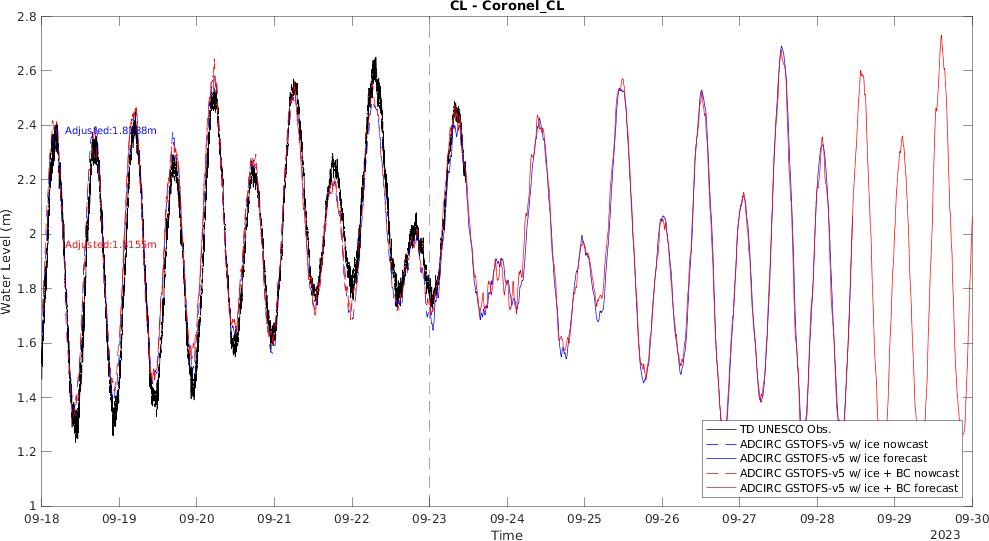 CL - Coronel_CL
2.8
2.6
2.4
2.2
2
1.8
1.6
1.4
1.2
1
Water Level (m)
Adjusted:1.8155m
TD UNESCO Obs.
ADCIRC GSTOFS-v5 w/ ice nowcast
ADCIRC GSTOFS-v5 w/ ice forecast
ADCIRC GSTOFS-v5 w/ ice + BC nowcast
ADCIRC GSTOFS-v5 w/ ice + BC forecast
09-18 09-19 09-20 09-21 09-22 09-23 09-24 09-25 09-26 09-27 09-28 09-29 09-30
Time
2023